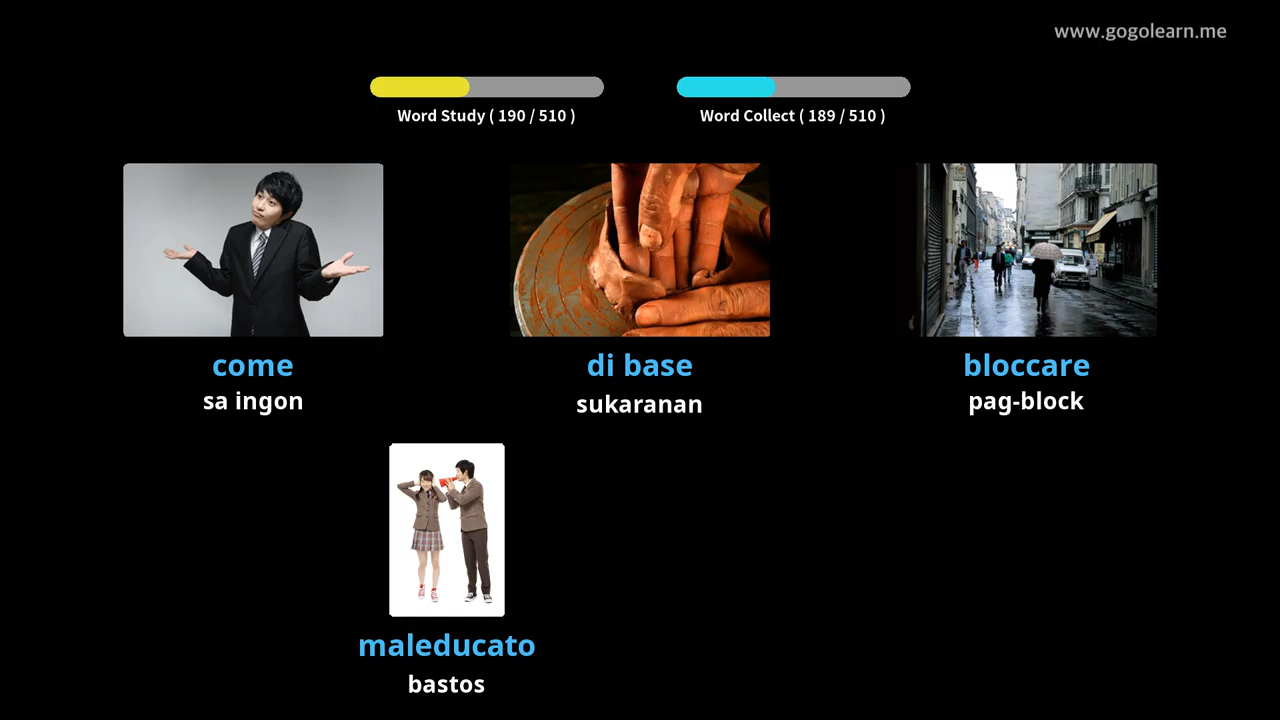 www.gogolearn.me
Word Study ( 190 / 510 )
Word Collect ( 189 / 510 )
come
sa ingon
di base
sukaranan
bloccare
pag-block
maleducato
bastos